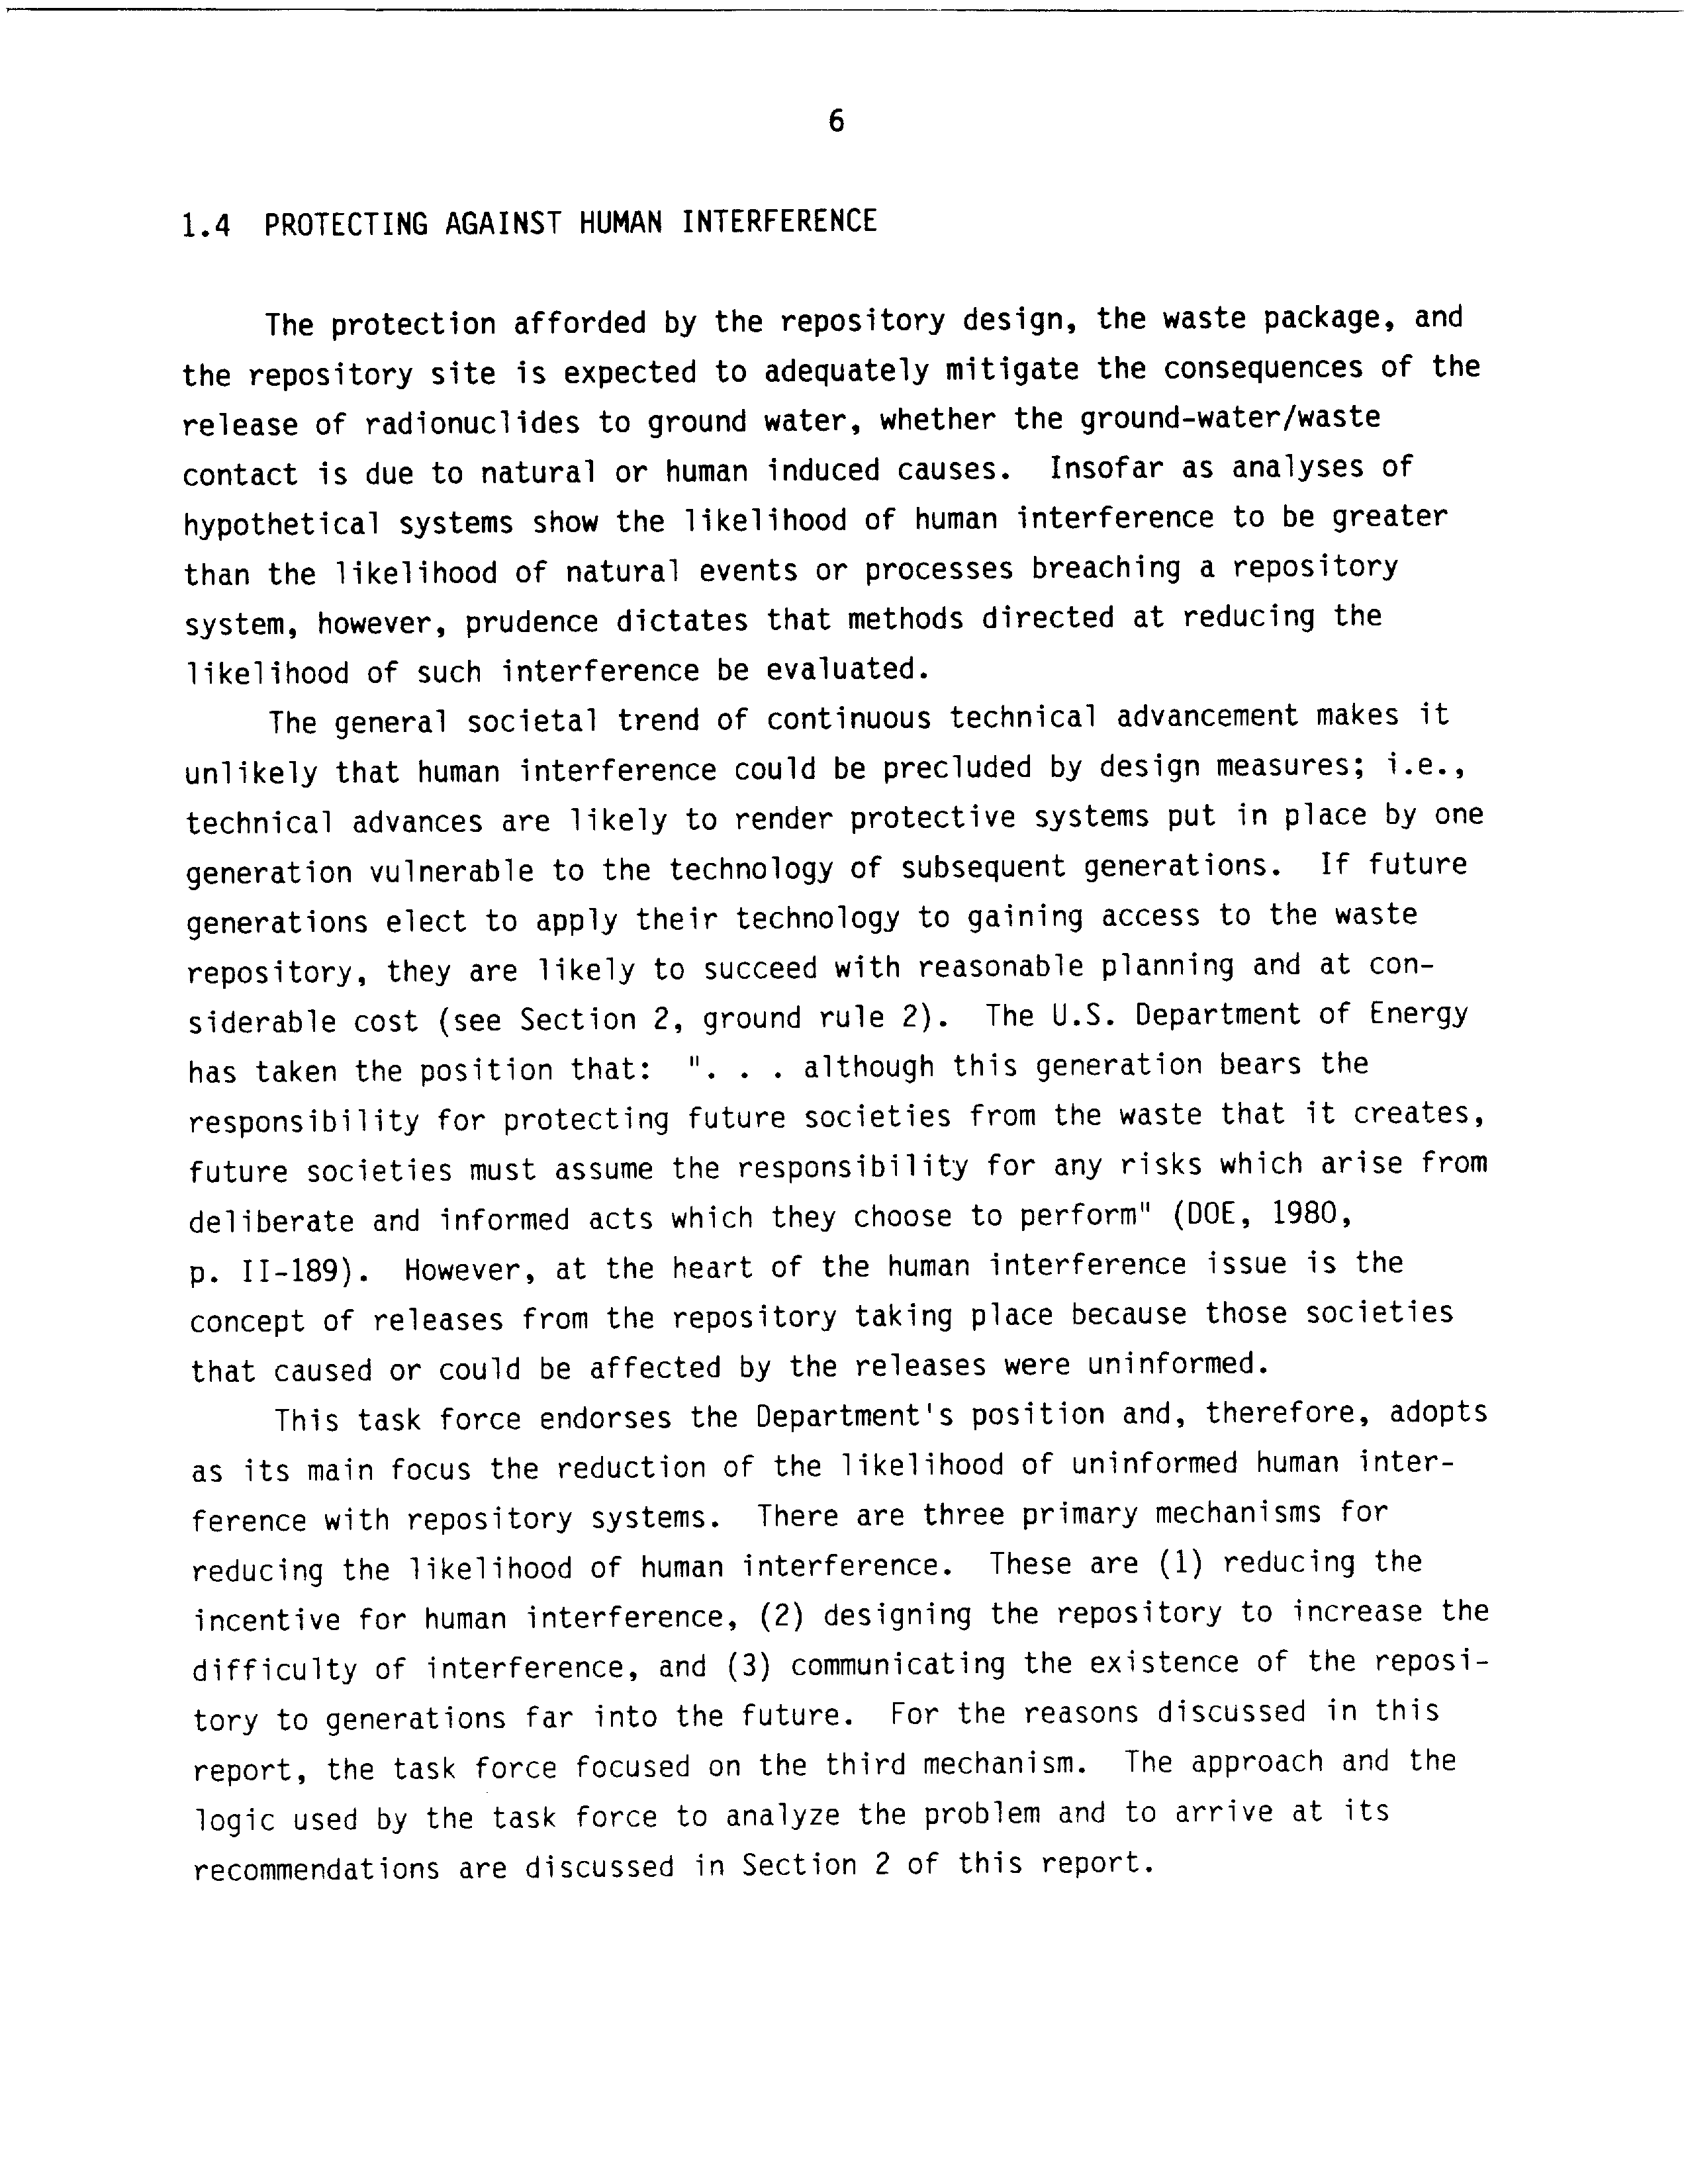 6
1.4 PROTECTING AGAINST HUMAN INTERFERENCE
The protection afforded by the repository design, the waste package, and
the repository site is expected to adequately mitigate the consequences of the
release of radionuclides to ground water, whether the ground-water/waste
contact is due to natural or human induced causes. Insofar as analyses of
hypothetical systems show the likelihood of human interference to be greater
than the likelihood of natural events or processes breaching a repository
system, however, prudence dictates that methods directed at reducing the
likelihood of such interference be evaluated.
The general societal trend of continuous technical advancement makes it
unlikely that human interference could be precluded by design measures; i.e.,
technical advances are likely to render protective systems put in place by one
generation vulnerable to the technology of subsequent generations. If future
generations elect to apply their technology to gaining access to the waste
repository, they are likely to succeed with reasonable planning and at con-
siderable cost (see Section 2, ground rule 2). The U.S. Department of Energy
has taken the position that: ". . . although this generation bears the
responsibility for protecting future societies from the waste that it creates,
future societies must assume the responsibility for any risks which arise from
deliberate and informed acts which they choose to perform" (DOE, 1980,
p. II-189). However, at the heart of the human interference issue is the
concept of releases from the repository taking place because those societies
that caused or could be affected by the releases were uninformed.
This task force endorses the Department's position and, therefore, adopts
as its main focus the reduction of the likelihood of uninformed human inter-
ference with repository systems. There are three primary mechanisms for
reducing the likelihood of human interference. These are (1) reducing the
incentive for human interference, (2) designing the repository to increase the
difficulty of interference, and (3) communicating the existence of the reposi-
tory to generations far into the future. For the reasons discussed in this
report, the task force focused on the third mechanism. The approach and the
logic used by the task force to analyze the problem and to arrive at its
recommendations are discussed in Section 2 of this report.